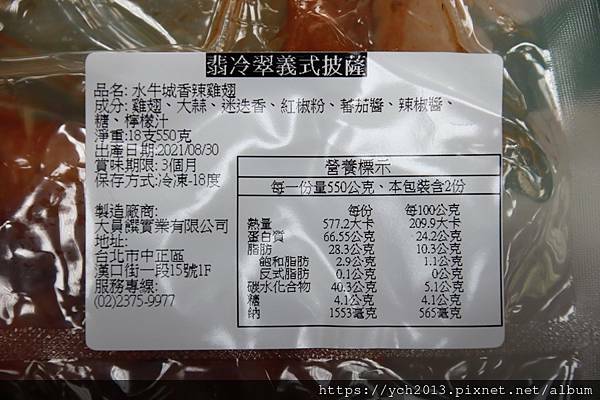 翡冷翠義式披薩
品名: 水牛城香辣雞翅
成分: 雞翅、大蒜、迷迭香、紅椒粉、蕃茄醬、辣椒醬、
糖、檸檬汁
淨重:18支550克
出產日期:2021/08/30
賞味期限: 3個月
保存方式:冷凍-18度
製造廠商:
大員饌實業有限公司
地址:
台北市中正區
漢口街一段15號1F
服務專線:
(02)2375-9977
營養標示
每一份量550公克、本包裝含2份
每份 每100公克
熱量 577.2大卡 209.9大卡
蛋白質 66.55公克 24.2公克
脂肪 28.3公克 10.3公克
飽和脂肪 2.9公克 1.1公克
反式脂肪 0.1公克 0公克
碳水化合物 40.3公克 5.1公克
糖 4.1公克 4.1公克
鈉 1553毫克 565毫克
https://ych2013.pixnet.net/album